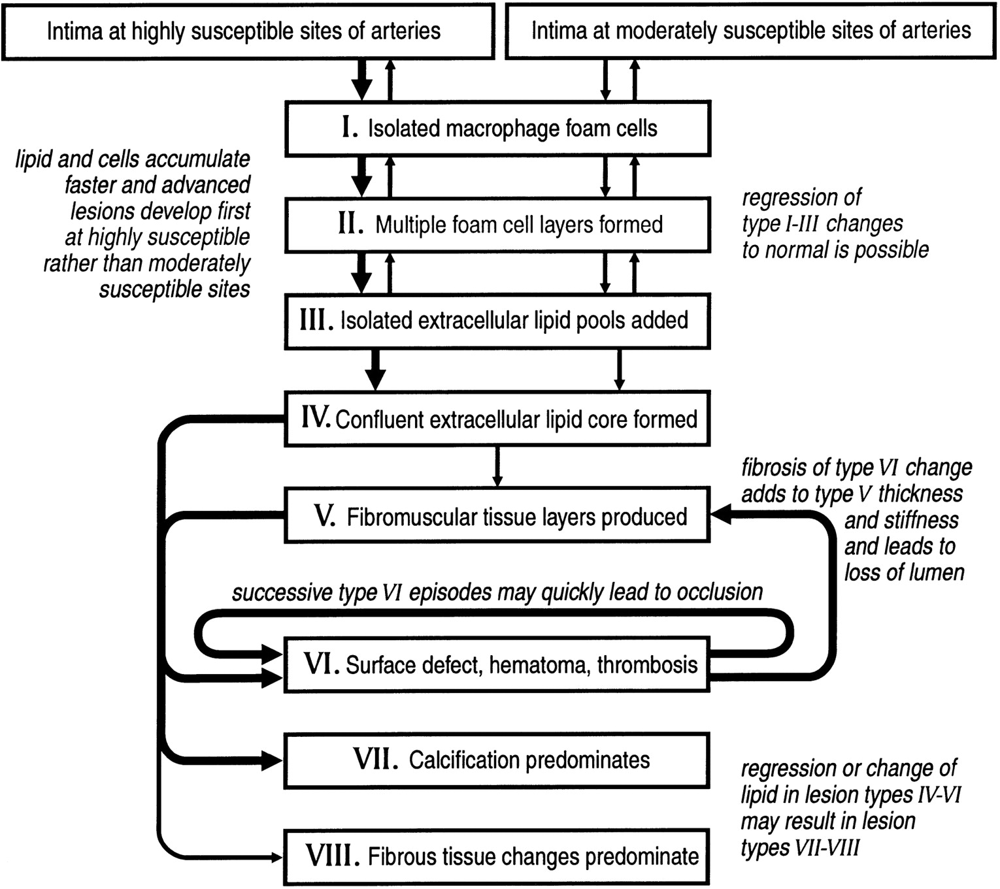 Intima at highly susceptible sites of arteries
Intima at moderately susceptible sites of arteries
I. Isolated macrophage foam cells
lipid and cells accumulate
faster and advanced
lesions develop first
at highly susceptible
rather than moderately
susceptible sites
II. Multiple foam cell layers formed
regression of
type I-III changes
to normal is possible
III. Isolated extracellular lipid pools added
IV. Confluent extracellular lipid core formed
V. Fibromuscular tissue layers produced
fibrosis of type VI change
adds to type V thickness
and stiffness
and leads to
loss of lumen
successive type VI episodes may quickly lead to occlusion
VI. Surface defect, hematoma, thrombosis
VII. Calcification predominates
regression or change of
lipid in lesion types IV-VI
may result in lesion
types VII-VIII
VIII. Fibrous tissue changes predominate